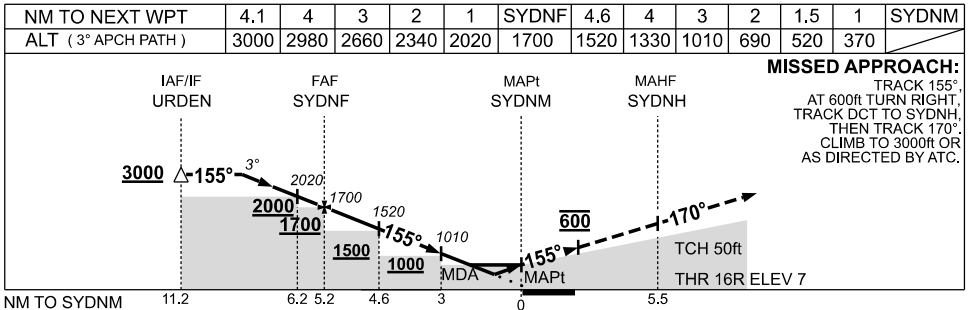 NM TO NEXT WPT 4.1 4 3 2 1 SYDNF 4.6 4 3 2 1.5 1 SYDNM
ALT ( 3° APCH PATH ) 3000 2980 2660 2340 2020 1700 1520 1330 1010 690 520 370
MISSED APPROACH:
TRACK 155°,
AT 600ft TURN RIGHT,
TRACK DCT TO SYDNH,
THEN TRACK 170°.
CLIMB TO 3000ft OR
AS DIRECTED BY ATC.
IAF/IF
URDEN
FAF
SYDNF
MAPt
SYDNM
MAHF
SYDNH
3000 155° 3°
2020
2000
1700
1700
1520
155°
1500
1010
1000
MDA
MAPt
155°
600
170°
TCH 50ft
THR 16R ELEV 7
NM TO SYDNM 11.2 6.2 5.2 4.6 3 0 5.5